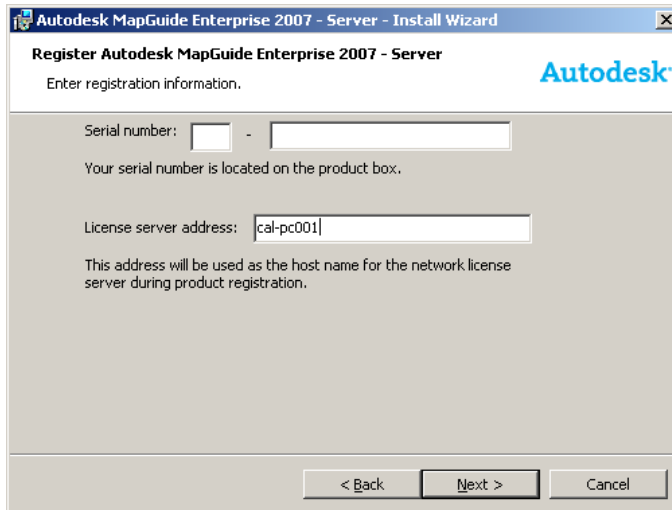 Autodesk MapGuide Enterprise 2007 - Server - Install Wizard
Register Autodesk MapGuide Enterprise 2007 - Server
Enter registration information.
Autodesk
Serial number: -
Your serial number is located on the product box.
License server address: cal-pc001
This address will be used as the host name for the network license
server during product registration.
< Back Next > Cancel